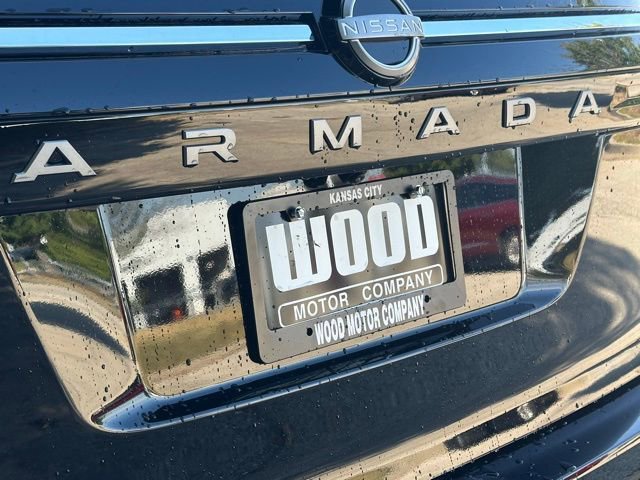 NISSAN
ARMADA
KANSAS CITY
WOOD
MOTOR COMPANY
WOOD MOTOR COMPANY